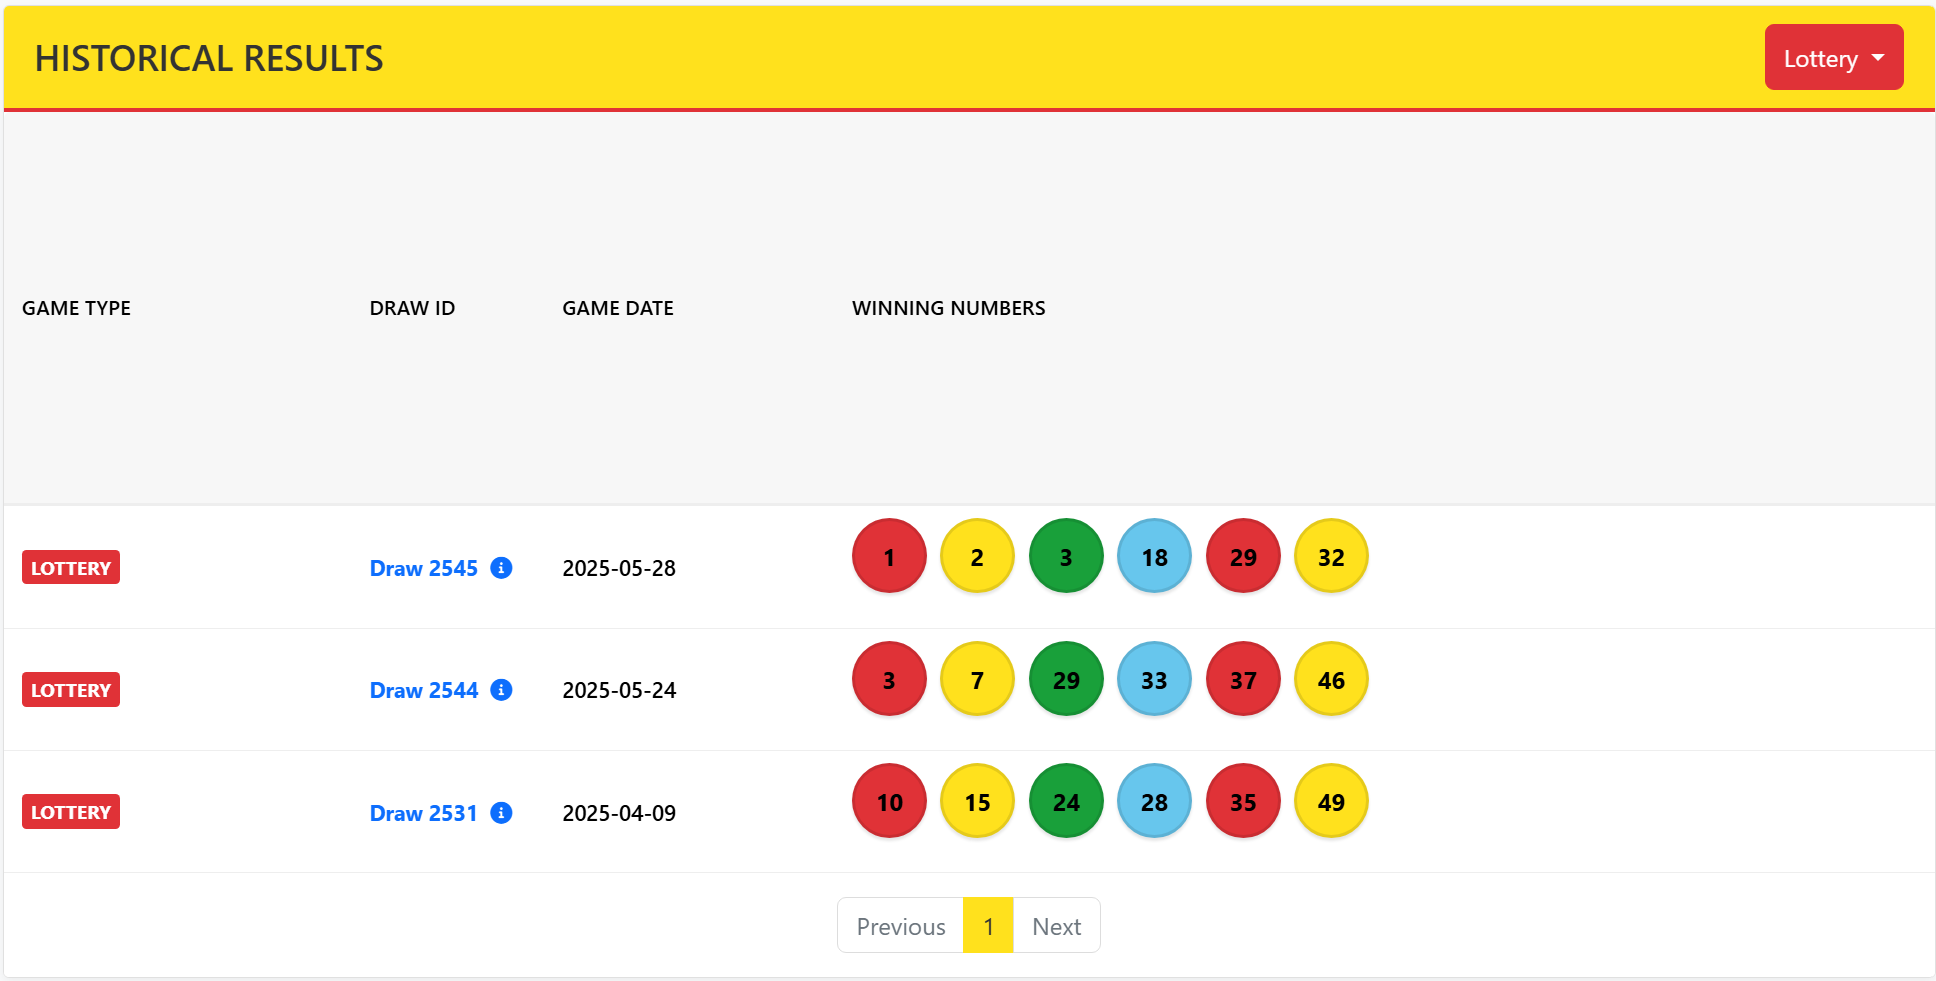 HISTORICAL RESULTS
Lottery
GAME TYPE DRAW ID GAME DATE WINNING NUMBERS
LOTTERY Draw 2545 2025-05-28 1 2 3 18 29 32
LOTTERY Draw 2544 2025-05-24 3 7 29 33 37 46
LOTTERY Draw 2531 2025-04-09 10 15 24 28 35 49
Previous 1 Next